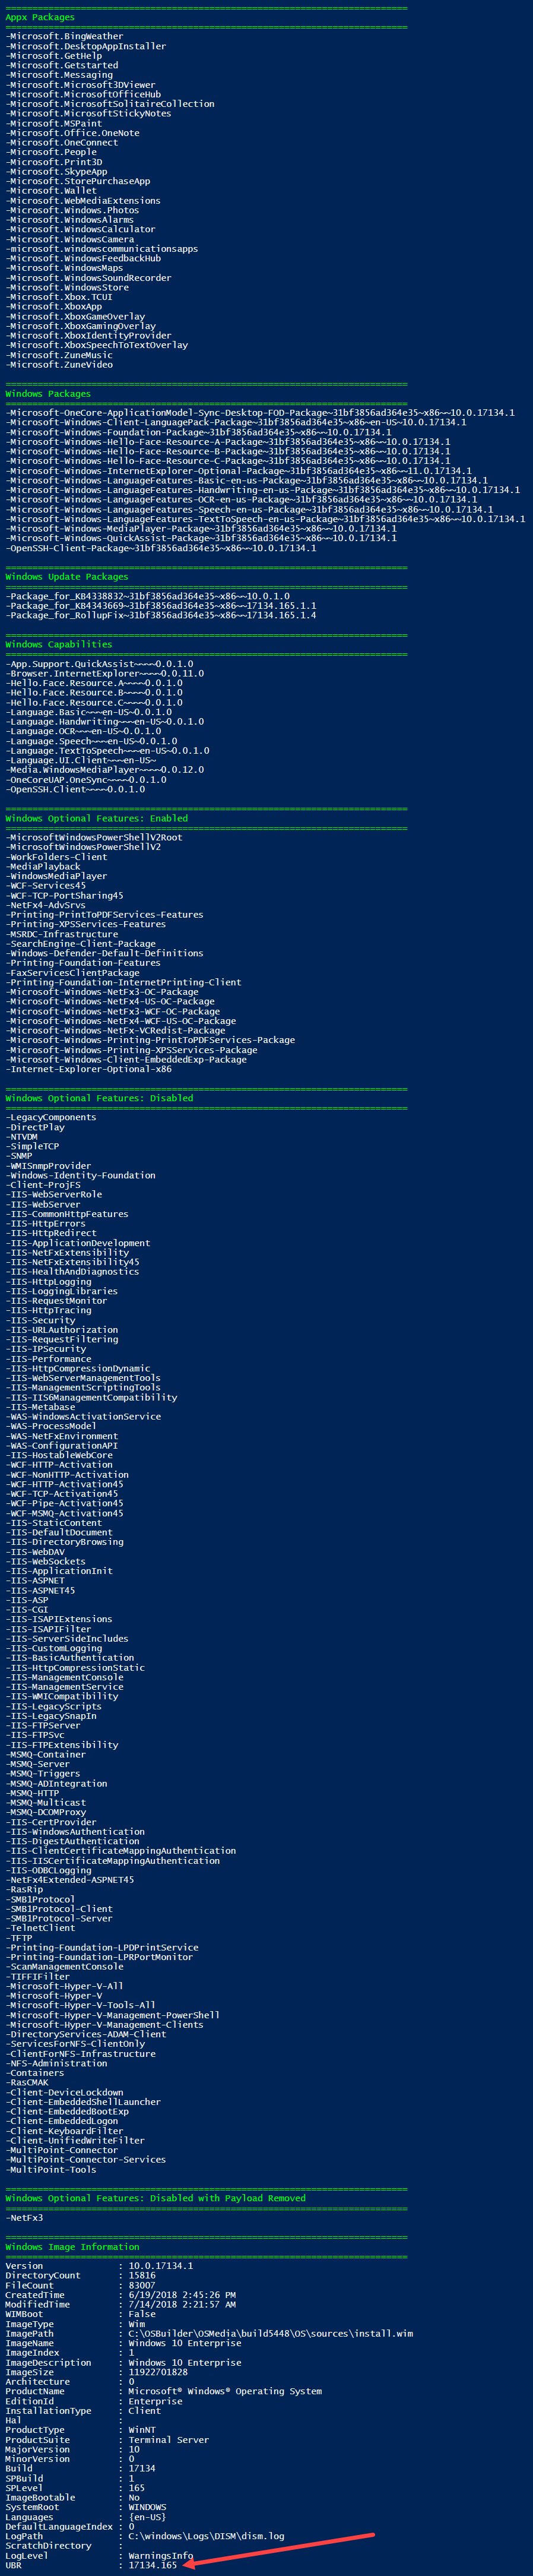 ===========================================================================
Appx Packages
===========================================================================
-Microsoft.BingWeather
-Microsoft.DesktopAppInstaller
-Microsoft.GetHelp
-Microsoft.Getstarted
-Microsoft.Messaging
-Microsoft.Microsoft3DViewer
-Microsoft.MicrosoftOfficeHub
-Microsoft.MicrosoftSolitaireCollection
-Microsoft.MicrosoftStickyNotes
-Microsoft.MSPaint
-Microsoft.Office.OneNote
-Microsoft.OneConnect
-Microsoft.People
-Microsoft.Print3D
-Microsoft.SkypeApp
-Microsoft.StorePurchaseApp
-Microsoft.Wallet
-Microsoft.WebMediaExtensions
-Microsoft.Windows.Photos
-Microsoft.WindowsAlarms
-Microsoft.WindowsCalculator
-Microsoft.WindowsCamera
-microsoft.windowscommunicationsapps
-Microsoft.WindowsFeedbackHub
-Microsoft.WindowsMaps
-Microsoft.WindowsSoundRecorder
-Microsoft.WindowsStore
-Microsoft.Xbox.TCUI
-Microsoft.XboxApp
-Microsoft.XboxGameOverlay
-Microsoft.XboxGamingOverlay
-Microsoft.XboxIdentityProvider
-Microsoft.XboxSpeechToTextOverlay
-Microsoft.ZuneMusic
-Microsoft.ZuneVideo
===========================================================================
Windows Packages
===========================================================================
-Microsoft-OneCore-ApplicationModel-Sync-Desktop-FOD-Package~31bf3856ad364e35~x86~~10.0.17134.1
-Microsoft-Windows-Client-LanguagePack-Package~31bf3856ad364e35~x86~en-US~10.0.17134.1
-Microsoft-Windows-Foundation-Package~31bf3856ad364e35~x86~~10.0.17134.1
-Microsoft-Windows-Hello-Face-Resource-A-Package~31bf3856ad364e35~x86~~10.0.17134.1
-Microsoft-Windows-Hello-Face-Resource-B-Package~31bf3856ad364e35~x86~~10.0.17134.1
-Microsoft-Windows-Hello-Face-Resource-C-Package~31bf3856ad364e35~x86~~10.0.17134.1
-Microsoft-Windows-InternetExplorer-Optional-Package~31bf3856ad364e35~x86~~11.0.17134.1
-Microsoft-Windows-LanguageFeatures-Basic-en-us-Package~31bf3856ad364e35~x86~~10.0.17134.1
-Microsoft-Windows-LanguageFeatures-Handwriting-en-us-Package~31bf3856ad364e35~x86~~10.0.17134.1
-Microsoft-Windows-LanguageFeatures-OCR-en-us-Package~31bf3856ad364e35~x86~~10.0.17134.1
-Microsoft-Windows-LanguageFeatures-Speech-en-us-Package~31bf3856ad364e35~x86~~10.0.17134.1
-Microsoft-Windows-LanguageFeatures-TextToSpeech-en-us-Package~31bf3856ad364e35~x86~~10.0.17134.1
-Microsoft-Windows-MediaPlayer-Package~31bf3856ad364e35~x86~~10.0.17134.1
-Microsoft-Windows-QuickAssist-Package~31bf3856ad364e35~x86~~10.0.17134.1
-OpenSSH-Client-Package~31bf3856ad364e35~x86~~10.0.17134.1
===========================================================================
Windows Update Packages
===========================================================================
-Package_for_KB4338832~31bf3856ad364e35~x86~~10.0.1.0
-Package_for_KB4343669~31bf3856ad364e35~x86~~17134.165.1.1
-Package_for_RollupFix~31bf3856ad364e35~x86~~17134.165.1.4
===========================================================================
Windows Capabilities
===========================================================================
-App.Support.QuickAssist~~~~0.0.1.0
-Browser.InternetExplorer~~~~0.0.11.0
-Hello.Face.Resource.A~~~~0.0.1.0
-Hello.Face.Resource.B~~~~0.0.1.0
-Hello.Face.Resource.C~~~~0.0.1.0
-Language.Basic~~~en-US~0.0.1.0
-Language.Handwriting~~~en-US~0.0.1.0
-Language.OCR~~~en-US~0.0.1.0
-Language.Speech~~~en-US~0.0.1.0
-Language.TextToSpeech~~~en-US~0.0.1.0
-Language.UI.Client~~~en-US~
-Media.WindowsMediaPlayer~~~~0.0.12.0
-OneCoreUAP.OneSync~~~~0.0.1.0
-OpenSSH.Client~~~~0.0.1.0
===========================================================================
Windows Optional Features: Enabled
===========================================================================
-MicrosoftWindowsPowerShellV2Root
-MicrosoftWindowsPowerShellV2
-WorkFolders-Client
-MediaPlayback
-WindowsMediaPlayer
-WCF-Services45
-WCF-TCP-PortSharing45
-NetFx4-AdvSrvs
-Printing-PrintToPDFServices-Features
-Printing-XPSServices-Features
-MSRDC-Infrastructure
-SearchEngine-Client-Package
-Windows-Defender-Default-Definitions
-Printing-Foundation-Features
-FaxServicesClientPackage
-Printing-Foundation-InternetPrinting-Client
-Microsoft-Windows-NetFx3-OC-Package
-Microsoft-Windows-NetFx4-US-OC-Package
-Microsoft-Windows-NetFx3-WCF-OC-Package
-Microsoft-Windows-NetFx4-WCF-US-OC-Package
-Microsoft-Windows-NetFx-VCRedist-Package
-Microsoft-Windows-Printing-PrintToPDFServices-Package
-Microsoft-Windows-Printing-XPSServices-Package
-Microsoft-Windows-Client-EmbeddedExp-Package
-Internet-Explorer-Optional-x86
===========================================================================
Windows Optional Features: Disabled
===========================================================================
-LegacyComponents
-DirectPlay
-NTVDM
-SimpleTCP
-SNMP
-WMISnmpProvider
-Windows-Identity-Foundation
-Client-ProjFS
-IIS-WebServerRole
-IIS-WebServer
-IIS-CommonHttpFeatures
-IIS-HttpErrors
-IIS-HttpRedirect
-IIS-ApplicationDevelopment
-IIS-NetFxExtensibility
-IIS-NetFxExtensibility45
-IIS-HealthAndDiagnostics
-IIS-HttpLogging
-IIS-LoggingLibraries
-IIS-RequestMonitor
-IIS-HttpTracing
-IIS-Security
-IIS-URLAuthorization
-IIS-RequestFiltering
-IIS-IPSecurity
-IIS-Performance
-IIS-HttpCompressionDynamic
-IIS-WebServerManagementTools
-IIS-ManagementScriptingTools
-IIS-IIS6ManagementCompatibility
-IIS-Metabase
-WAS-WindowsActivationService
-WAS-ProcessModel
-WAS-NetFxEnvironment
-WAS-ConfigurationAPI
-IIS-HostableWebCore
-WCF-HTTP-Activation
-WCF-NonHTTP-Activation
-WCF-HTTP-Activation45
-WCF-TCP-Activation45
-WCF-Pipe-Activation45
-WCF-MSMQ-Activation45
-IIS-StaticContent
-IIS-DefaultDocument
-IIS-DirectoryBrowsing
-IIS-WebDAV
-IIS-WebSockets
-IIS-ApplicationInit
-IIS-ASPNET
-IIS-ASPNET45
-IIS-ASP
-IIS-CGI
-IIS-ISAPIExtensions
-IIS-ISAPIFilter
-IIS-ServerSideIncludes
-IIS-CustomLogging
-IIS-BasicAuthentication
-IIS-HttpCompressionStatic
-IIS-ManagementConsole
-IIS-ManagementService
-IIS-WMICompatibility
-IIS-LegacyScripts
-IIS-LegacySnapIn
-IIS-FTPServer
-IIS-FTPSvc
-IIS-FTPExtensibility
-MSMQ-Container
-MSMQ-Server
-MSMQ-Triggers
-MSMQ-ADIntegration
-MSMQ-HTTP
-MSMQ-Multicast
-MSMQ-DCOMProxy
-IIS-CertProvider
-IIS-WindowsAuthentication
-IIS-DigestAuthentication
-IIS-ClientCertificateMappingAuthentication
-IIS-IISCertificateMappingAuthentication
-IIS-ODBCLogging
-NetFx4Extended-ASPNET45
-RasRip
-SMB1Protocol
-SMB1Protocol-Client
-SMB1Protocol-Server
-TelnetClient
-TFTP
-Printing-Foundation-LPDPrintService
-Printing-Foundation-LPRPortMonitor
-ScanManagementConsole
-TIFFIFilter
-Microsoft-Hyper-V-All
-Microsoft-Hyper-V
-Microsoft-Hyper-V-Tools-All
-Microsoft-Hyper-V-Management-PowerShell
-Microsoft-Hyper-V-Management-Clients
-DirectoryServices-ADAM-Client
-ServicesForNFS-ClientOnly
-ClientForNFS-Infrastructure
-NFS-Administration
-Containers
-RasCMAK
-Client-DeviceLockdown
-Client-EmbeddedShellLauncher
-Client-EmbeddedBootExp
-Client-EmbeddedLogon
-Client-KeyboardFilter
-Client-UnifiedWriteFilter
-MultiPoint-Connector
-MultiPoint-Connector-Services
-MultiPoint-Tools
===========================================================================
Windows Optional Features: Disabled with Payload Removed
===========================================================================
-NetFx3
===========================================================================
Windows Image Information
===========================================================================
Version : 10.0.17134.1
DirectoryCount : 15816
FileCount : 83007
CreatedTime : 6/19/2018 2:45:26 PM
ModifiedTime : 7/14/2018 2:21:57 AM
WIMBoot : False
ImageType : Wim
ImagePath : C:\OSBuilder\OSMedia\build5448\OS\sources\install.wim
ImageName : Windows 10 Enterprise
ImageIndex : 1
ImageDescription : Windows 10 Enterprise
ImageSize : 11922701828
Architecture : 0
ProductName : Microsoft® Windows® Operating System
EditionId : Enterprise
InstallationType : Client
Hal :
ProductType : WinNT
ProductSuite : Terminal Server
MajorVersion : 10
MinorVersion : 0
Build : 17134
SPBuild : 1
SPLevel : 165
ImageBootable : No
SystemRoot : WINDOWS
Languages : {en-US}
DefaultLanguageIndex : 0
LogPath : C:\windows\Logs\DISM\dism.log
ScratchDirectory :
LogLevel : WarningsInfo
UBR : 17134.165